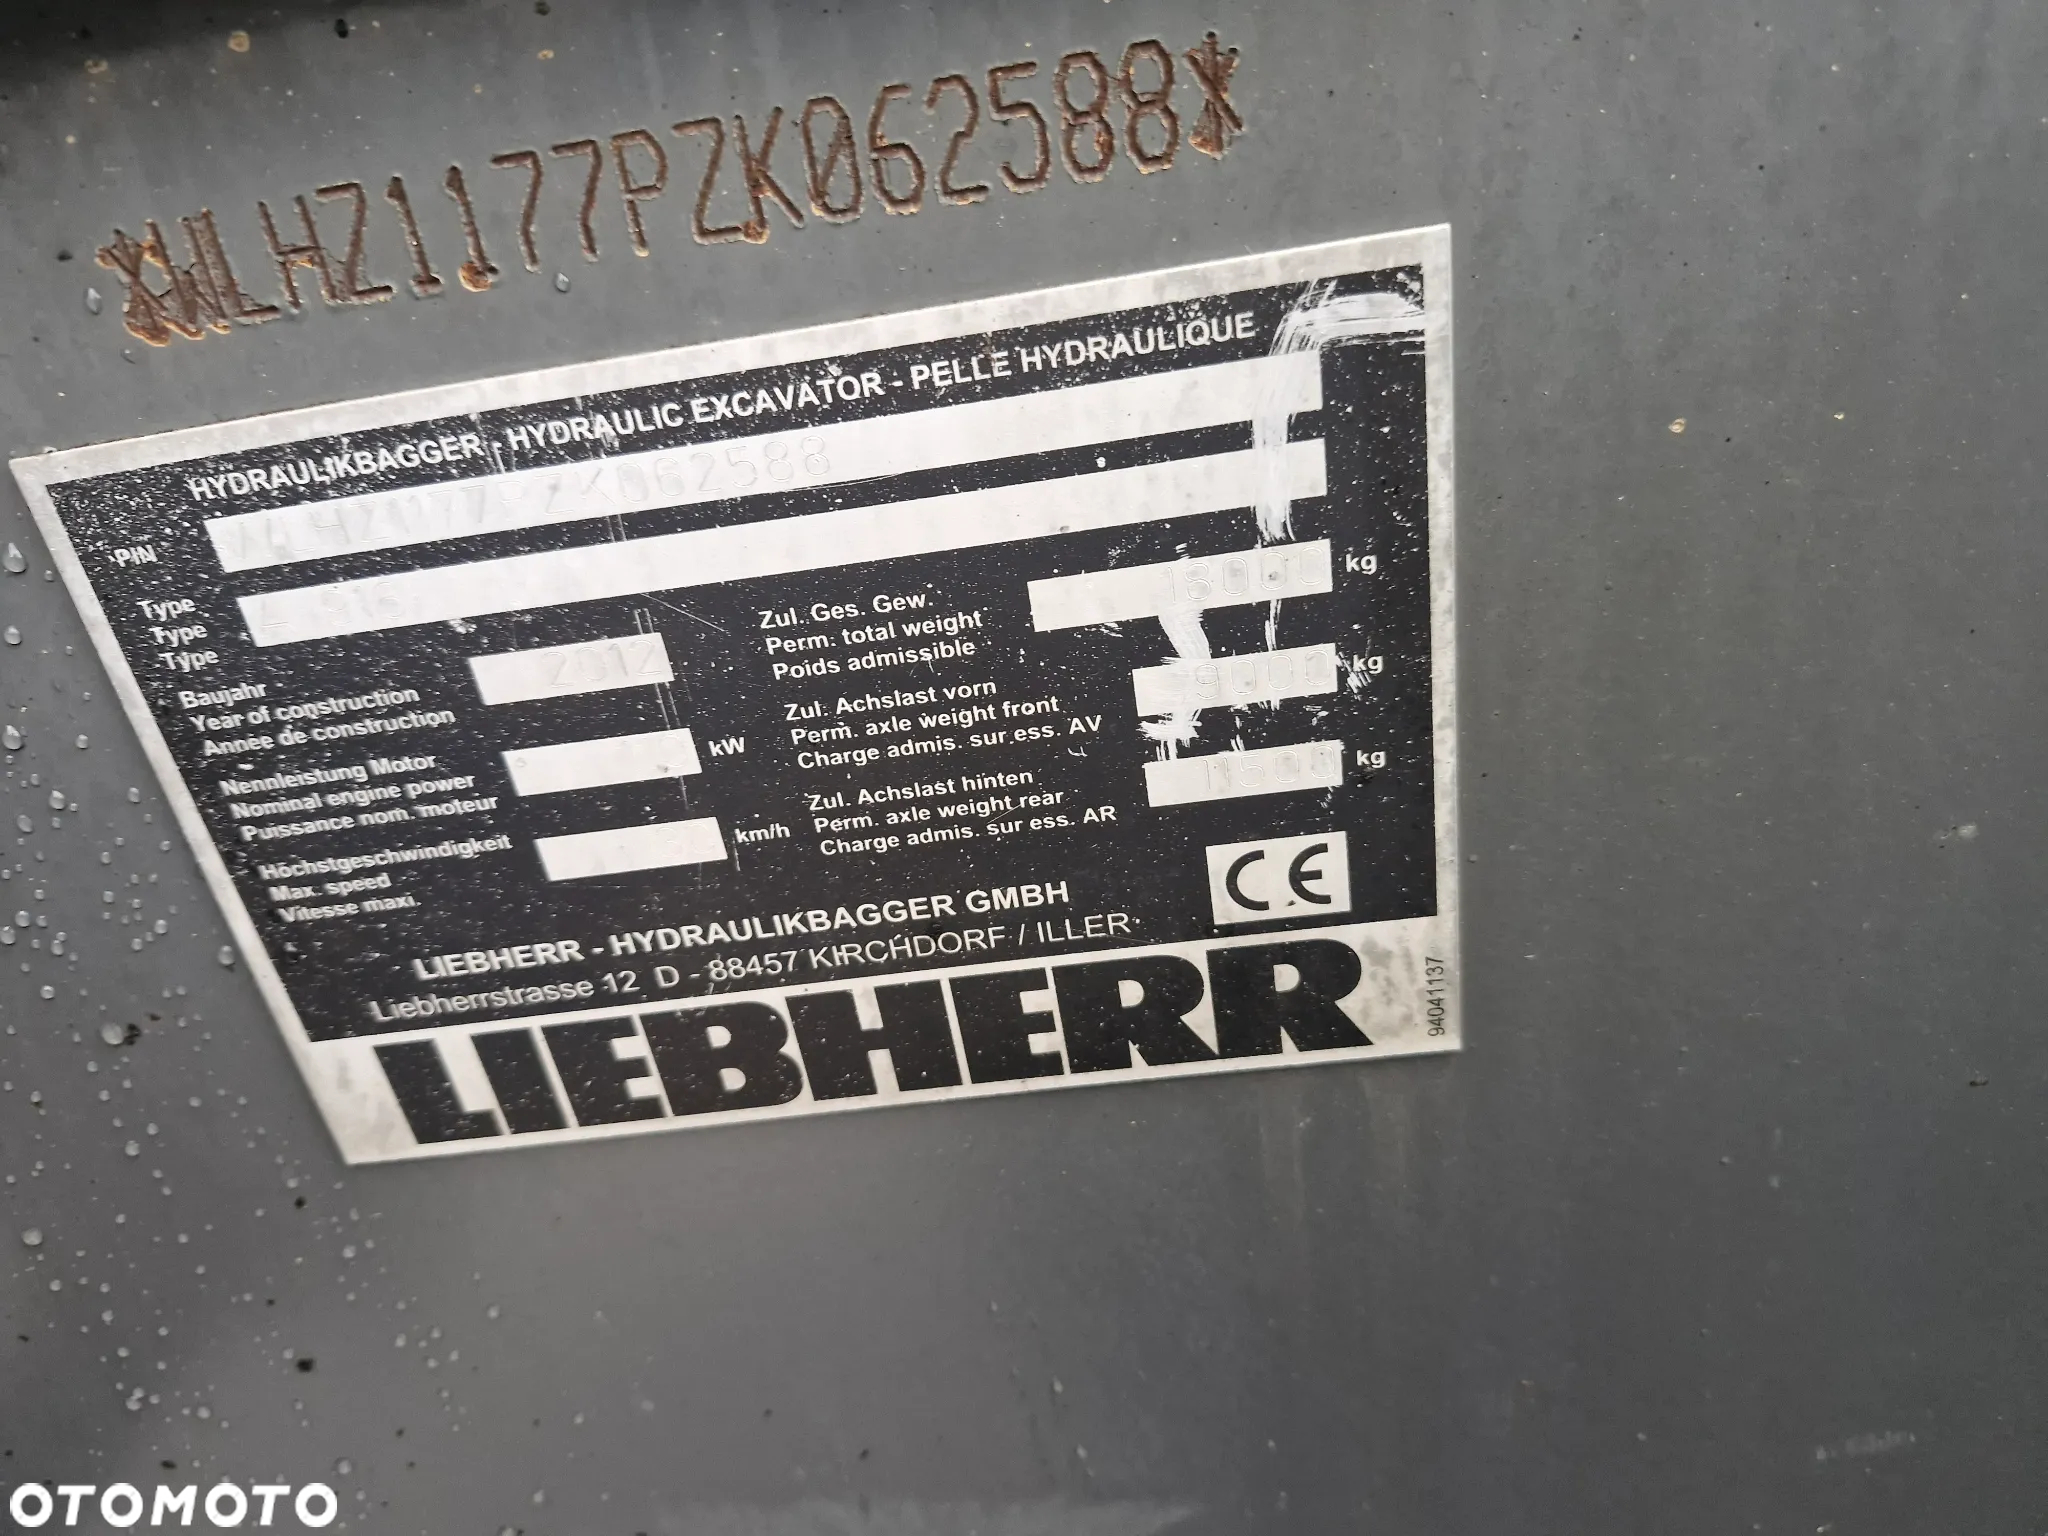 *WLHZ1177PZK062588*
HYDRAULIKBAGGER - HYDRAULIC EXCAVATOR - PELLE HYDRAULIQUE
PIN WLHZ1177PZK062588
Type
Type
Type
Baujahr
Year of construction 2012
Année de construction
Nennleistung Motor
Nominal engine power kW
Puissance nom. moteur
Höchstgeschwindigkeit
Max. speed km/h
Vitesse maxi.
Zul. Ges. Gew.
Perm. total weight 18000 kg
Poids admissible
Zul. Achslast vorn
Perm. axle weight front 9000 kg
Charge admis. sur ess. AV
Zul. Achslast hinten
Perm. axle weight rear 11500 kg
Charge admis. sur ess. AR
CE
LIEBHERR - HYDRAULIKBAGGER GMBH
Liebherrstrasse 12 D - 88457 KIRCHDORF / ILLER
LIEBHERR
94041137
OTOMOTO